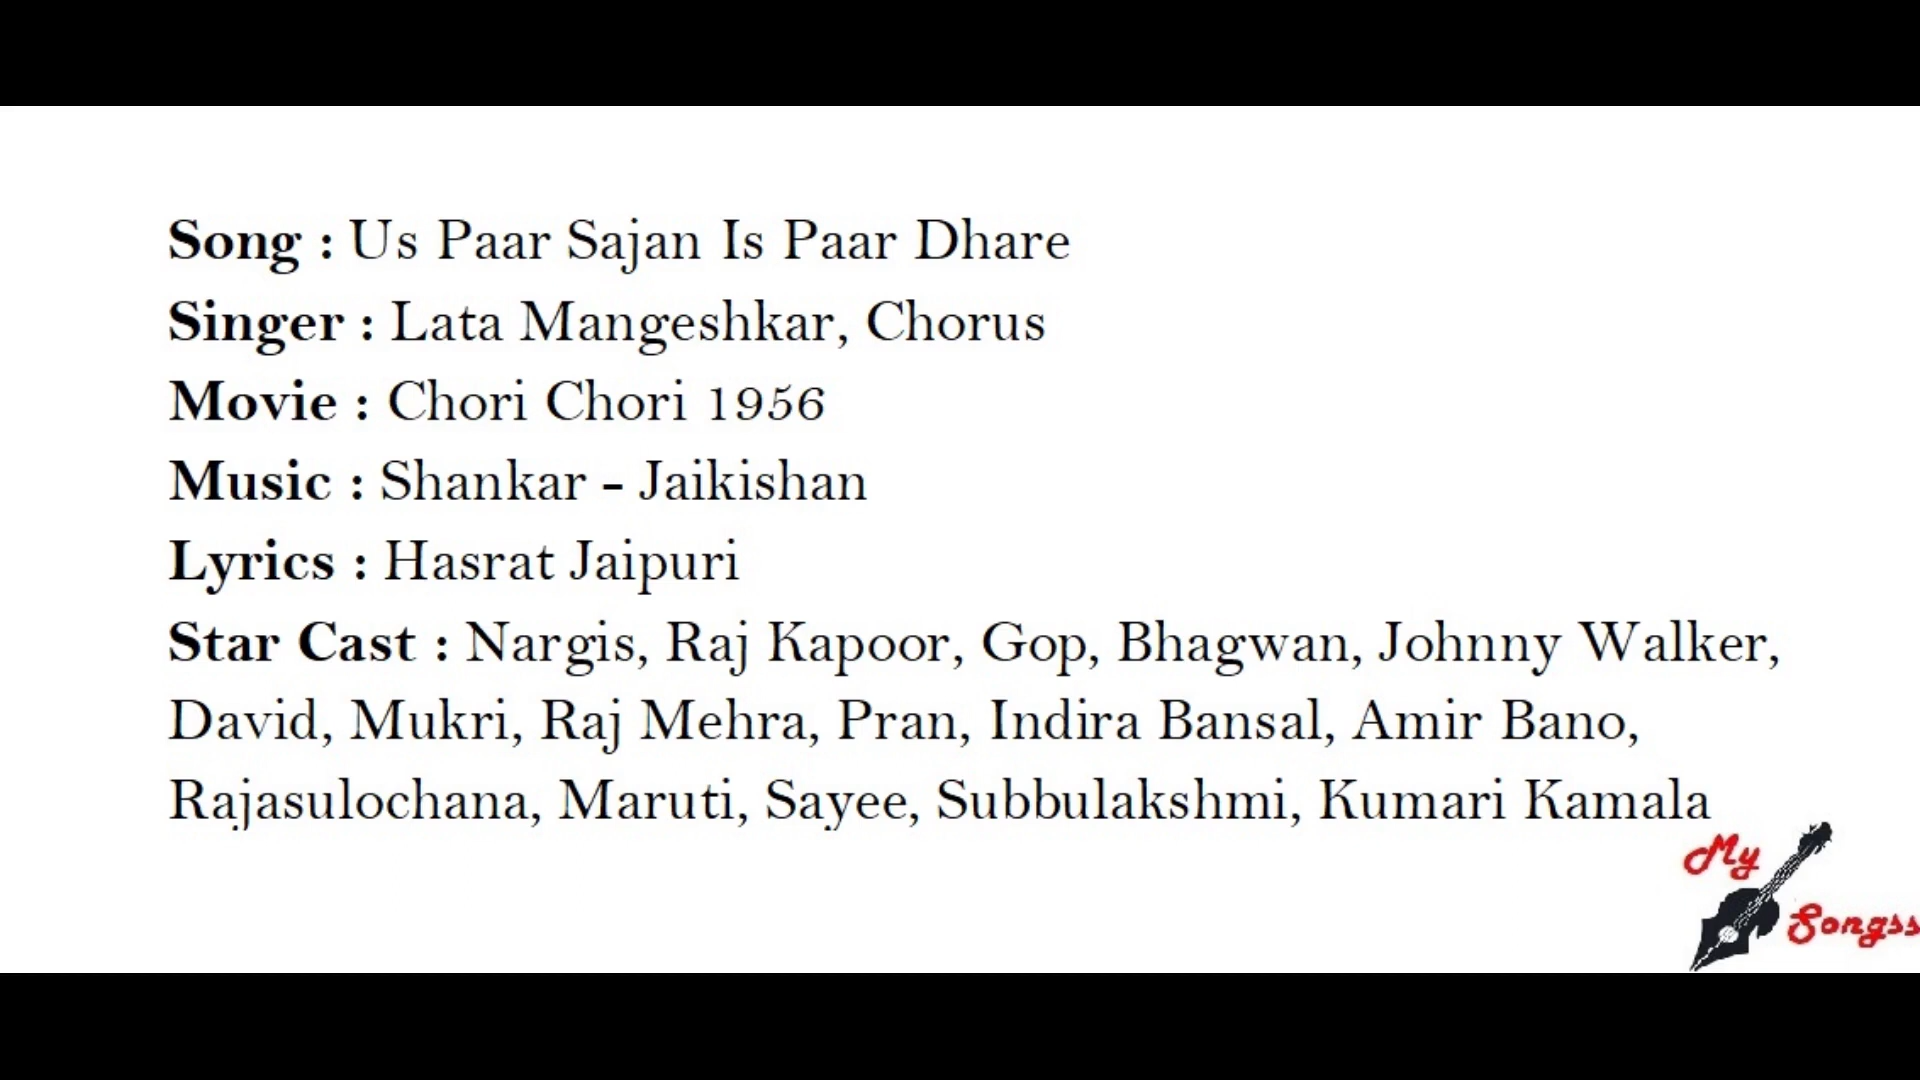 Song : Us Paar Sajan Is Paar Dhare
Singer : Lata Mangeshkar, Chorus
Movie : Chori Chori 1956
Music : Shankar - Jaikishan
Lyrics : Hasrat Jaipuri
Star Cast : Nargis, Raj Kapoor, Gop, Bhagwan, Johnny Walker,
David, Mukri, Raj Mehra, Pran, Indira Bansal, Amir Bano,
Rajasulochana, Maruti, Sayee, Subbulakshmi, Kumari Kamala
My
Songss